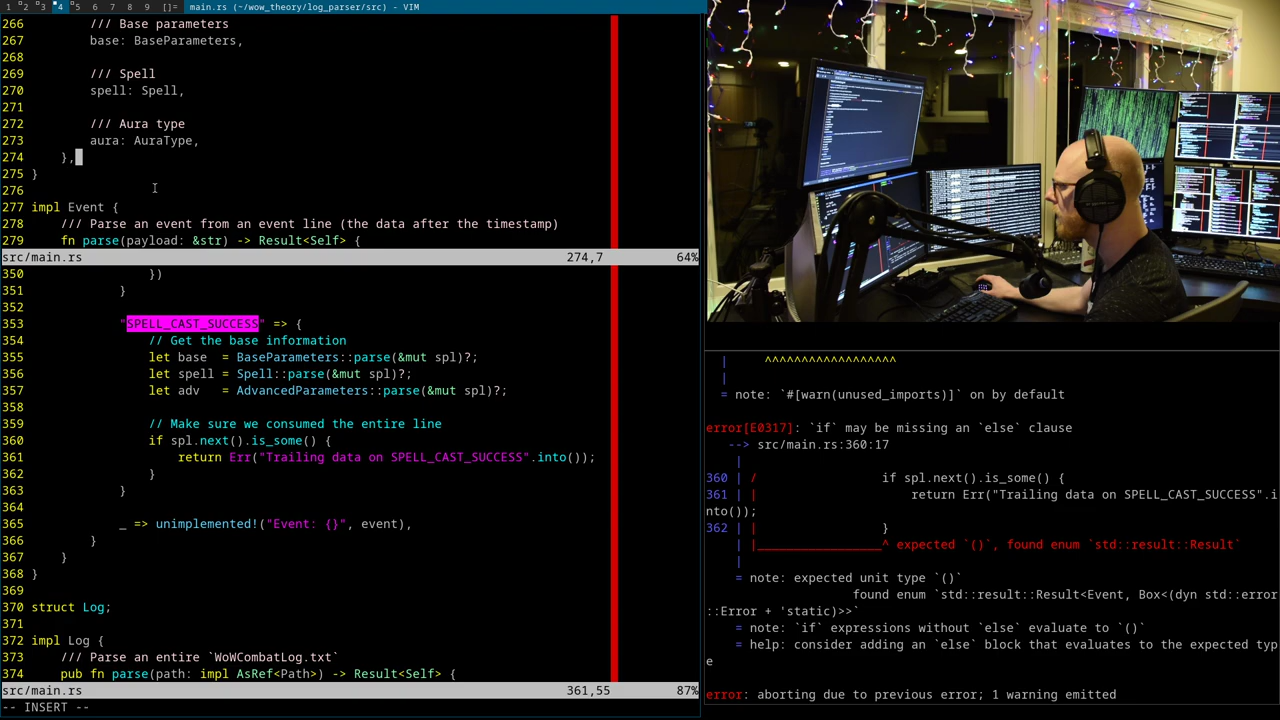 1 2 3 4 5 6 7 8 9 []= main.rs (~/wow_theory/log_parser/src) - VIM
266 /// Base parameters
267 base: BaseParameters,
268
269 /// Spell
270 spell: Spell,
271
272 /// Aura type
273 aura: AuraType,
274 },
275 }
276
277 impl Event {
278 /// Parse an event from an event line (the data after the timestamp)
279 fn parse(payload: &str) -> Result<Self> {
src/main.rs 274,7 64%
350 })
351 }
352
353 "SPELL_CAST_SUCCESS" => {
354 // Get the base information
355 let base  = BaseParameters::parse(&mut spl)?;
356 let spell = Spell::parse(&mut spl)?;
357 let adv   = AdvancedParameters::parse(&mut spl)?;
358
359 // Make sure we consumed the entire line
360 if spl.next().is_some() {
361 return Err("Trailing data on SPELL_CAST_SUCCESS".into());
362 }
363 }
364
365 _ => unimplemented!("Event: {}", event),
366 }
367 }
368 }
369
370 struct Log;
371
372 impl Log {
373 /// Parse an entire `WoWCombatLog.txt`
374 pub fn parse(path: impl AsRef<Path>) -> Result<Self> {
src/main.rs 361,55 87%
-- INSERT --
| ^^^^^^^^^^^^^^^^^^
|
= note: `#[warn(unused_imports)]` on by default
error[E0317]: `if` may be missing an `else` clause
--> src/main.rs:360:17
|
360 | / if spl.next().is_some() {
361 | | return Err("Trailing data on SPELL_CAST_SUCCESS".i
nto());
362 | | }
| |_________________^ expected `()`, found enum `std::result::Result`
|
= note: expected unit type `()`
found enum `std::result::Result<Event, Box<(dyn std::error
::Error + 'static)>>`
= note: `if` expressions without `else` evaluate to `()`
= help: consider adding an `else` block that evaluates to the expected typ
e
error: aborting due to previous error; 1 warning emitted